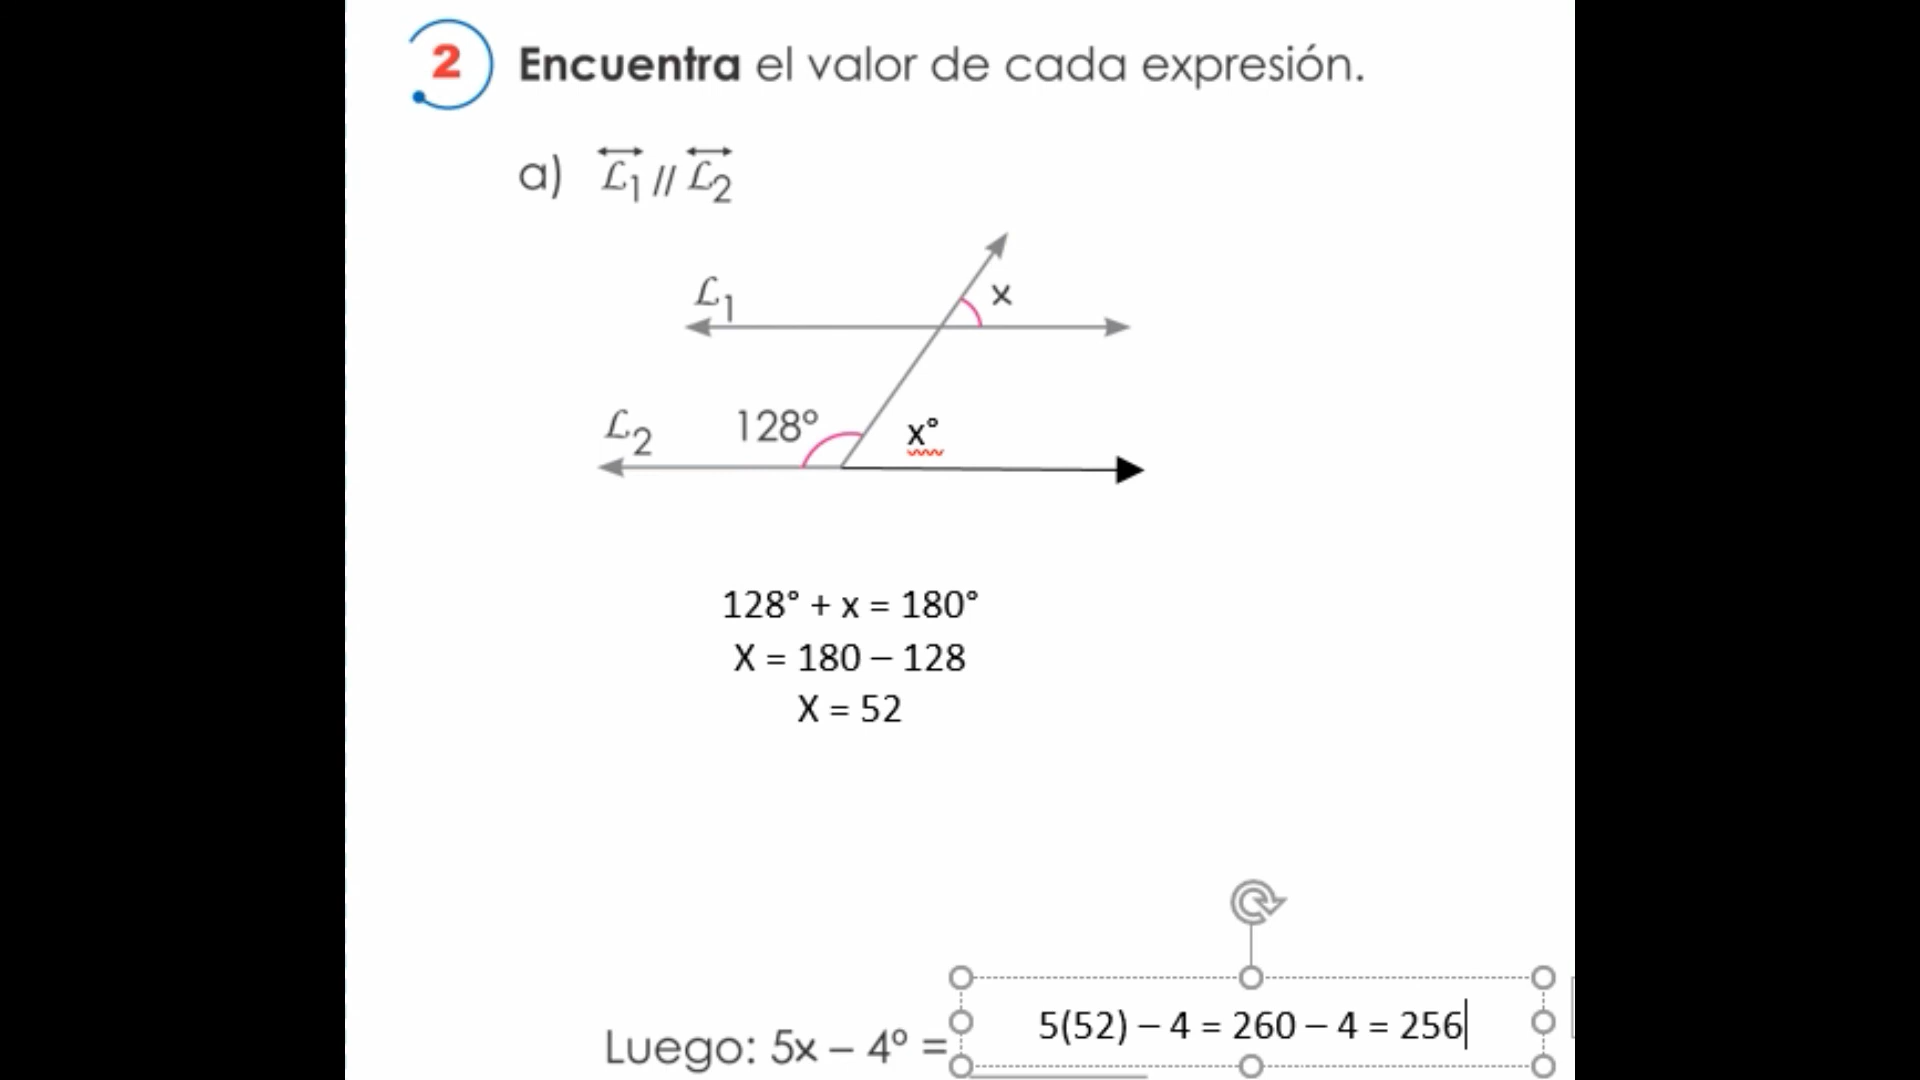 2 Encuentra el valor de cada expresión.
a) ℒ1 // ℒ2
x
ℒ1
128° x°
ℒ2
128° + x = 180°
X = 180 – 128
X = 52
5(52) – 4 = 260 – 4 = 256
Luego: 5x – 4° =